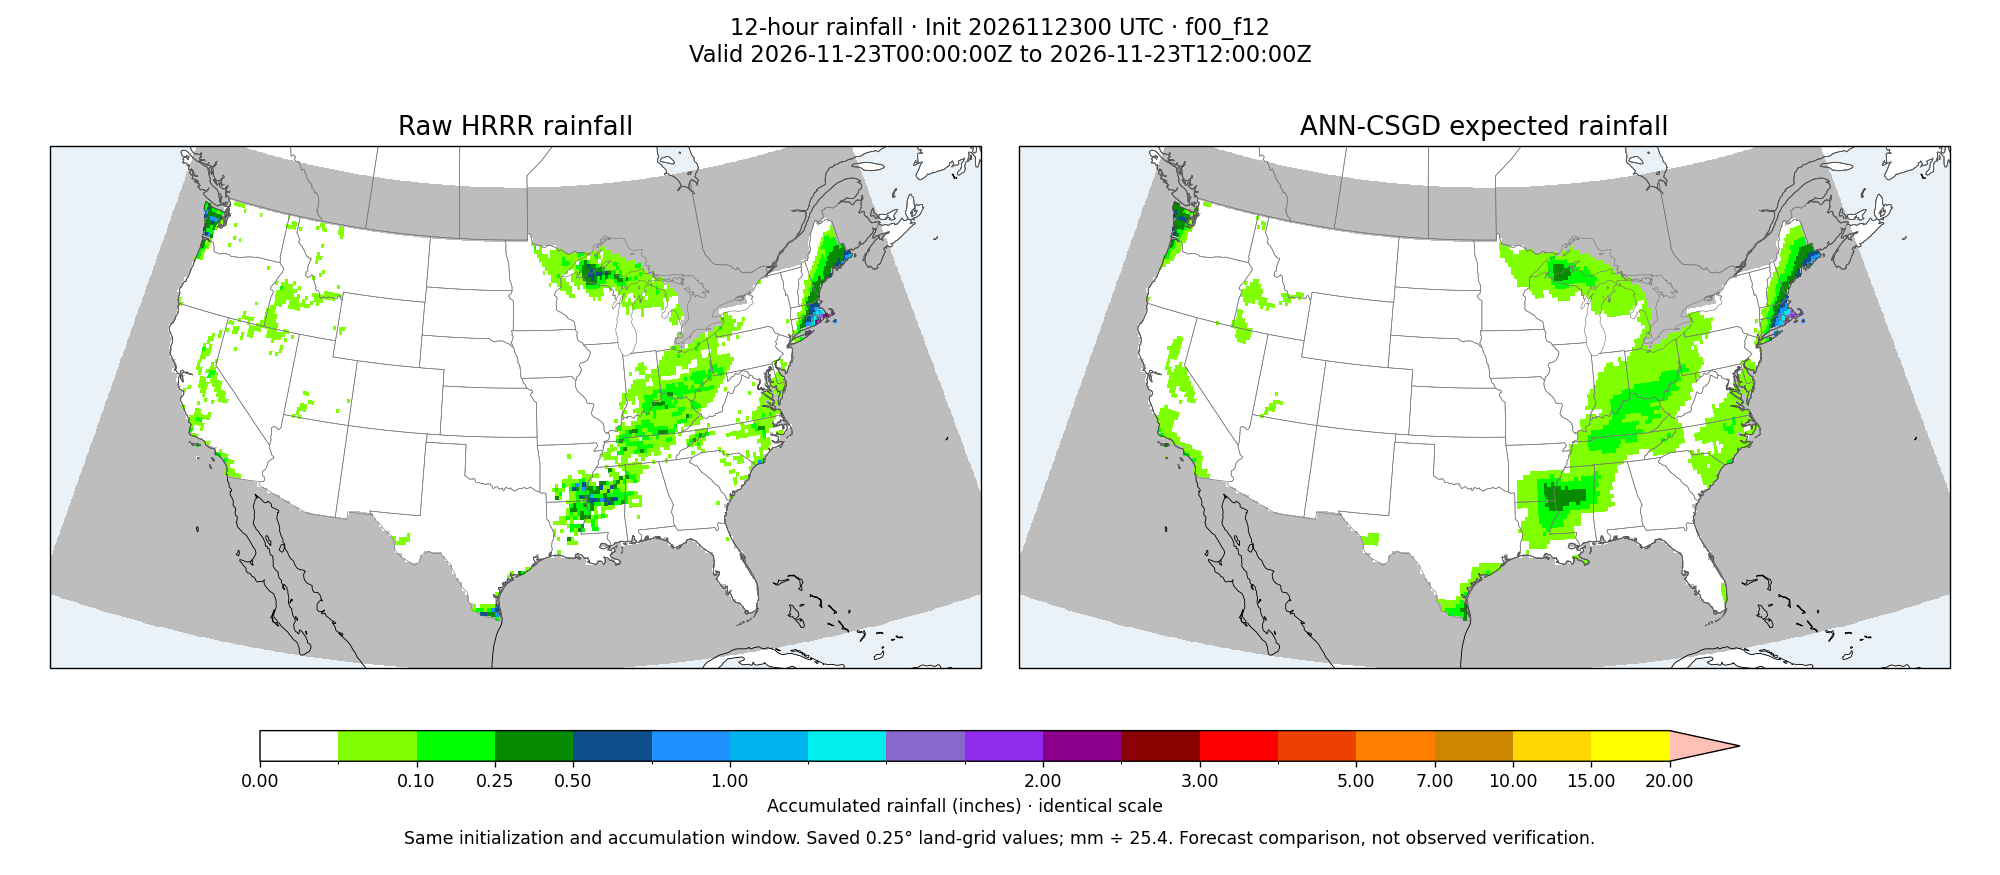 12-hour rainfall · Init 2026112300 UTC · f00_f12
Valid 2026-11-23T00:00:00Z to 2026-11-23T12:00:00Z
Raw HRRR rainfall
ANN-CSGD expected rainfall
0.00 0.10 0.25 0.50 1.00 2.00 3.00 5.00 7.00 10.00 15.00 20.00
Accumulated rainfall (inches) · identical scale
Same initialization and accumulation window. Saved 0.25° land-grid values; mm ÷ 25.4. Forecast comparison, not observed verification.